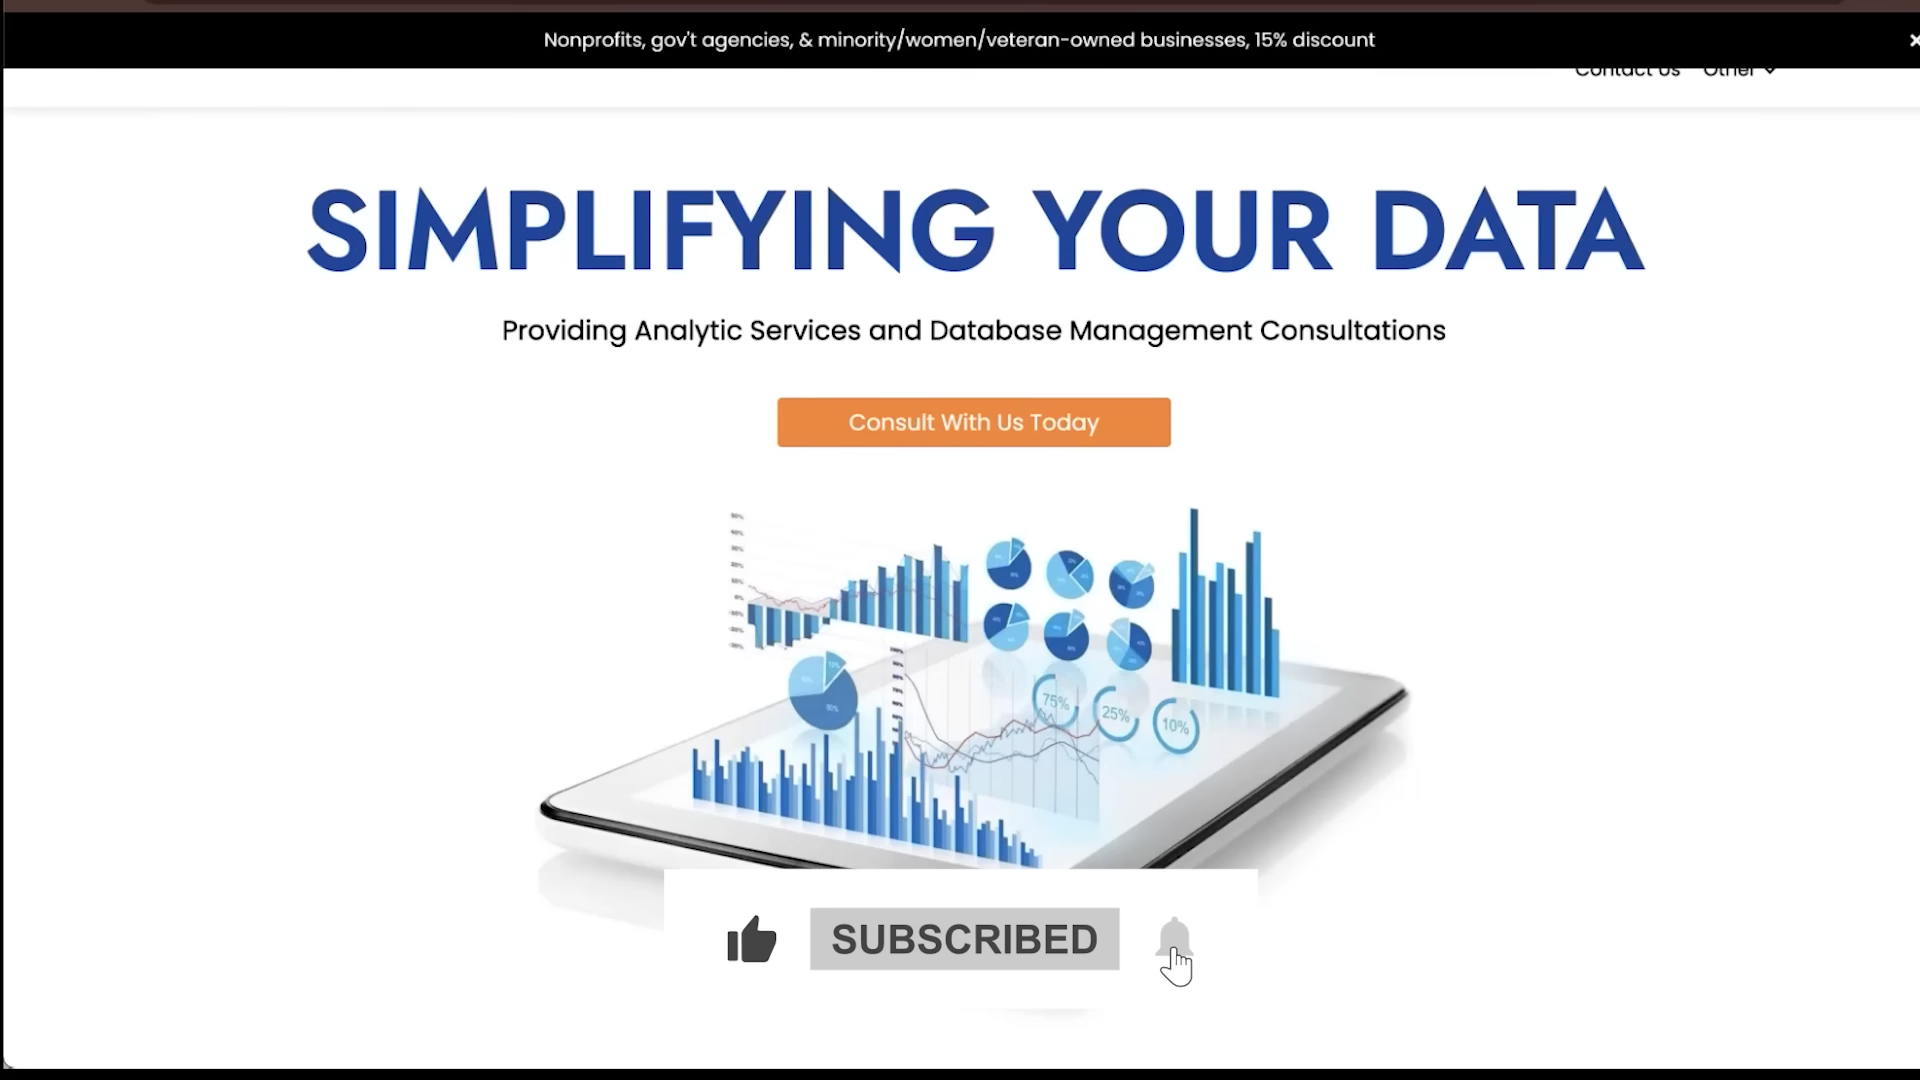 Nonprofits, gov't agencies, & minority/women/veteran-owned businesses, 15% discount
Contact Us Other
SIMPLIFYING YOUR DATA
Providing Analytic Services and Database Management Consultations
Consult With Us Today
75%
25%
10%
SUBSCRIBED